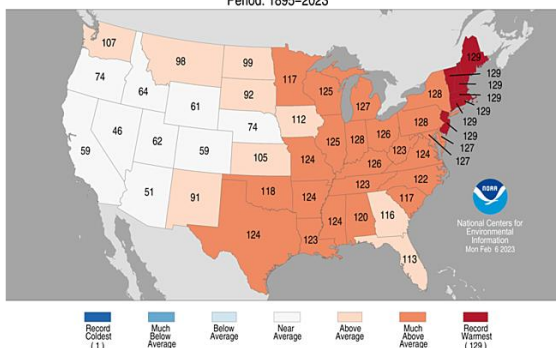 Period: 1895–2023
107
98
99
117
129
74
64
92
125
127
128
129
129
129
129
129
129
127
127
61
112
128
46
62
59
74
125
128
126
123
124
59
105
124
126
122
51
91
118
124
123
117
124
124
120
116
123
113
NOAA
National Centers for
Environmental
Information
Mon Feb 6 2023
Record
Coldest
(1)
Much
Below
Average
Below
Average
Near
Average
Above
Average
Much
Above
Average
Record
Warmest
(129)